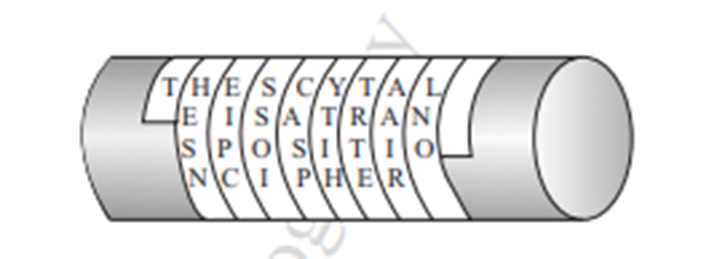 T H E S C Y T A L
E I S A T R A N
S P O S I T I O
N C I P H E R